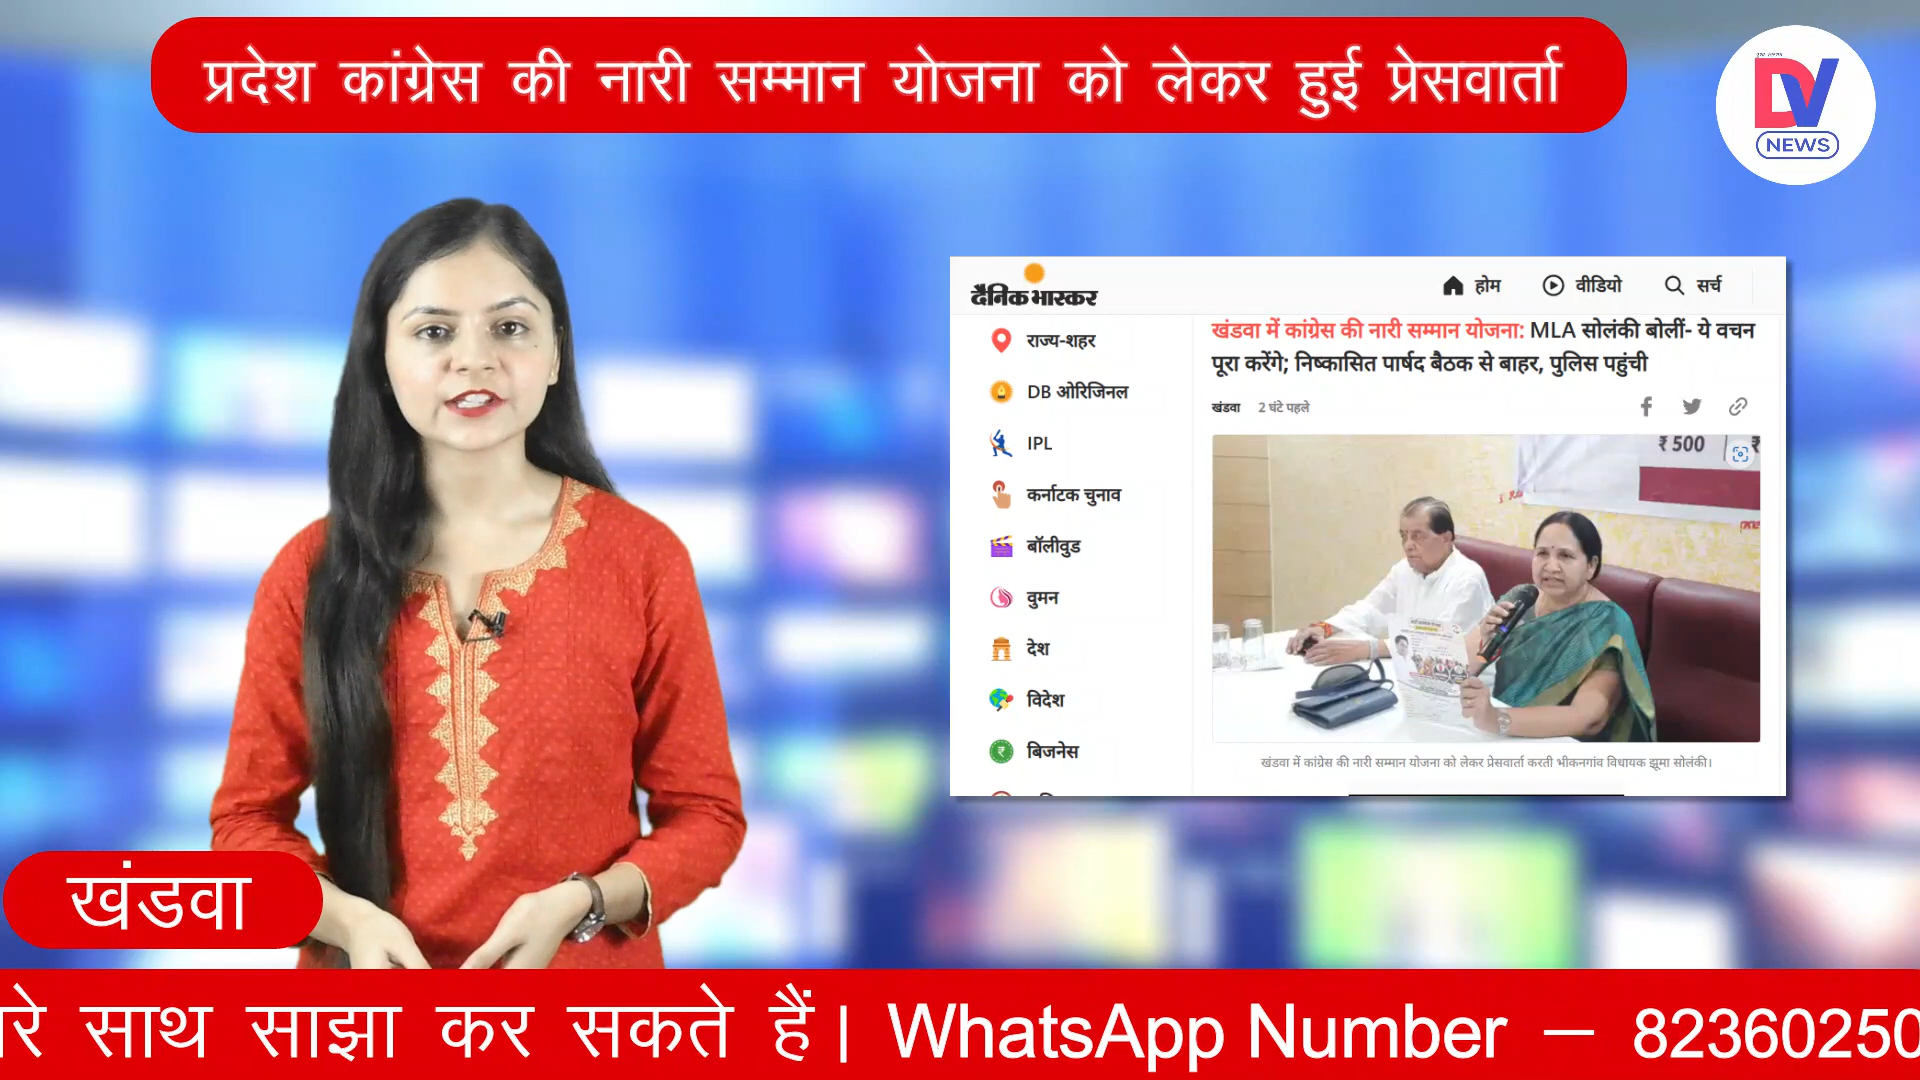 प्रदेश कांग्रेस की नारी सम्मान योजना को लेकर हुई प्रेसवार्ता
DV
NEWS
दैनिक भास्कर
होम
वीडियो
सर्च
राज्य-शहर
DB ओरिजिनल
IPL
कर्नाटक चुनाव
बॉलीवुड
वुमन
देश
विदेश
बिजनेस
खंडवा में कांग्रेस की नारी सम्मान योजना: MLA सोलंकी बोलीं- ये वचन
पूरा करेंगे; निष्कासित पार्षद बैठक से बाहर, पुलिस पहुंची
खंडवा 2 घंटे पहले
₹ 500
खंडवा में कांग्रेस की नारी सम्मान योजना को लेकर प्रेसवार्ता करती भीकनगांव विधायक झूमा सोलंकी।
खंडवा
रे साथ साझा कर सकते हैं| WhatsApp Number – 82360250